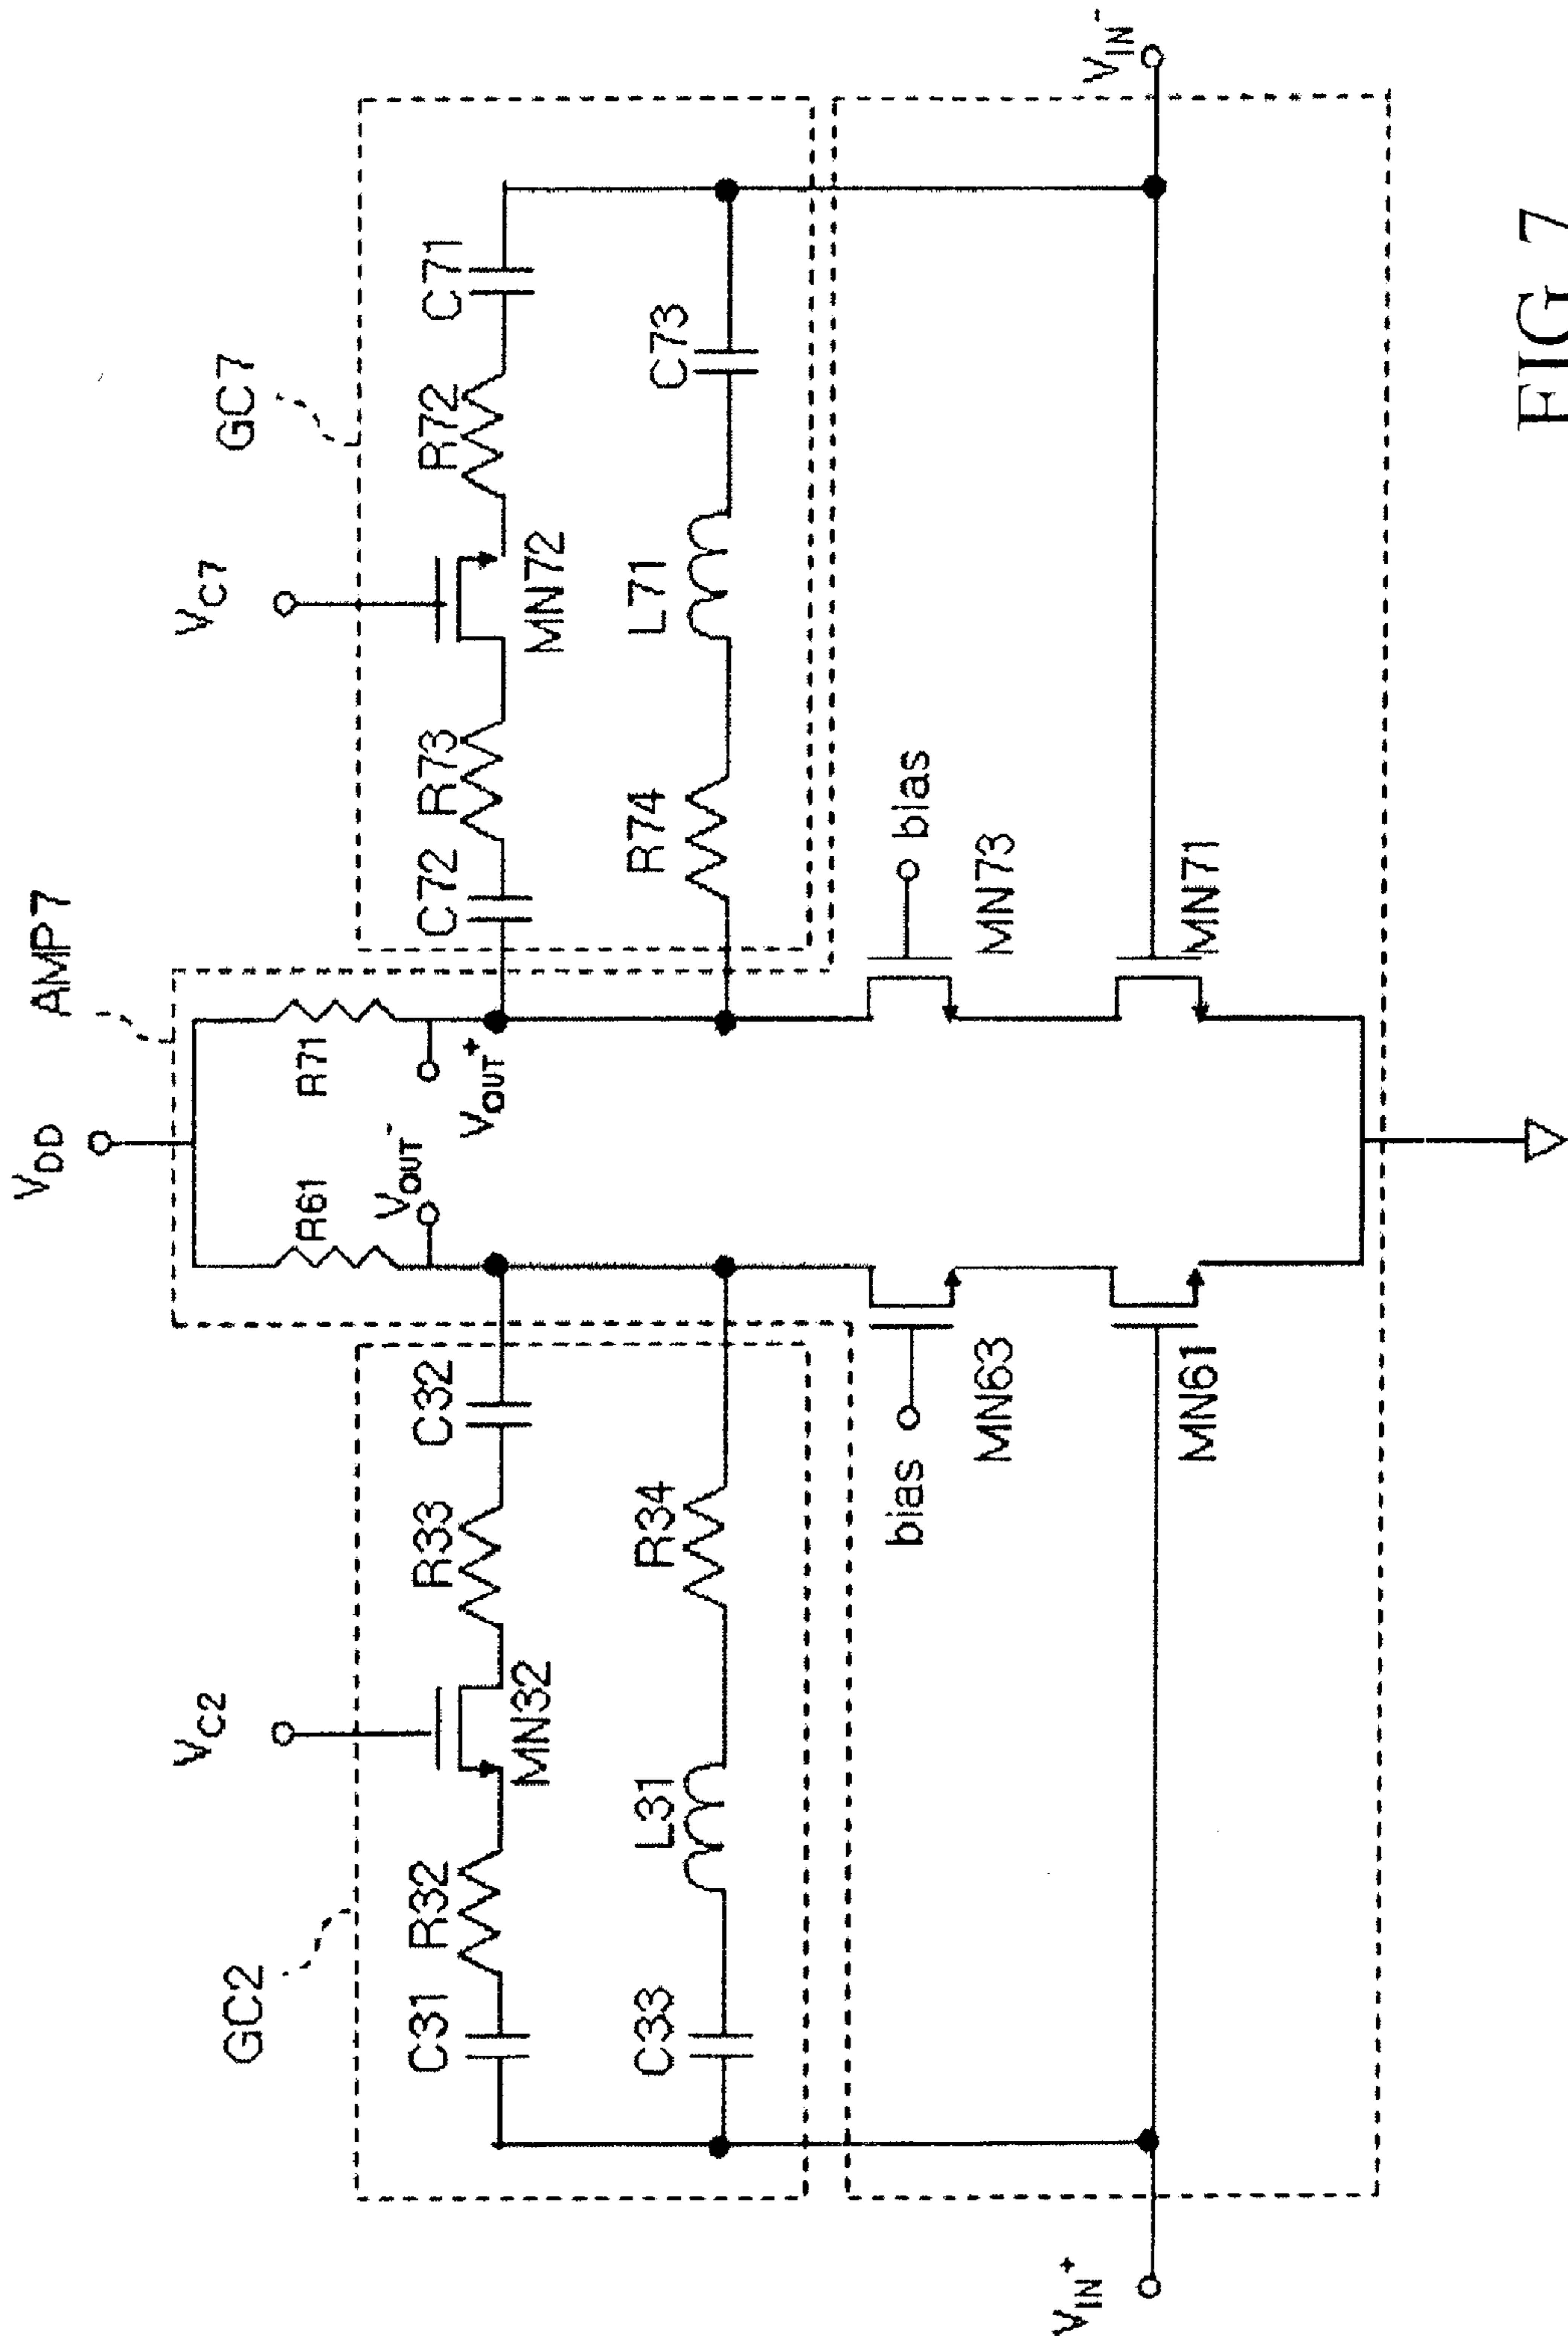 V_DD
AMP7
R61
R71
V_OUT^-
V_OUT^+
GC2
V_C2
C31
R32
MN32
R33
C32
C33
L31
R34
GC7
V_C7
C72
R73
MN72
R72
C71
R74
L71
C73
bias
MN63
bias
MN73
V_IN^+
MN61
MN71
V_IN^-
FIG 7